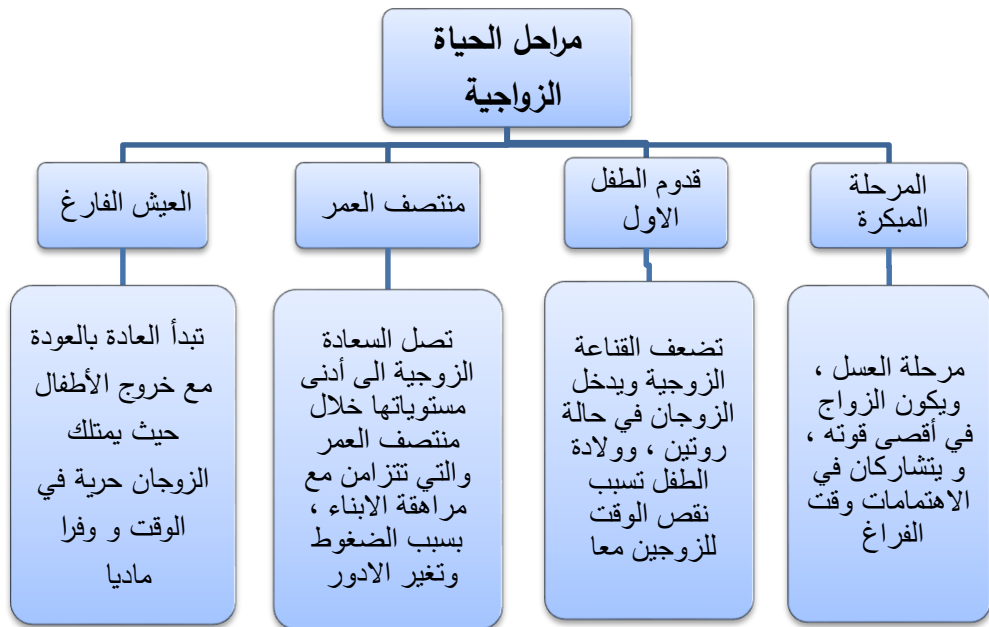 مراحل الحياة
الزواجية
المرحلة
المبكرة
قدوم الطفل
الاول
منتصف العمر
العيش الفارغ
مرحلة العسل ،
ويكون الزواج
في أقصى قوته ،
و يتشاركان في
الاهتمامات وقت
الفراغ
تضعف القناعة
الزوجية ويدخل
الزوجان في حالة
روتين ، وولادة
الطفل تسبب
نقص الوقت
للزوجين معا
تصل السعادة
الزوجية الى أدنى
مستوياتها خلال
منتصف العمر
والتي تتزامن مع
مراهقة الابناء ،
بسبب الضغوط
وتغير الادور
تبدأ العادة بالعودة
مع خروج الأطفال
حيث يمتلك
الزوجان حرية في
الوقت و وفرا
ماديا